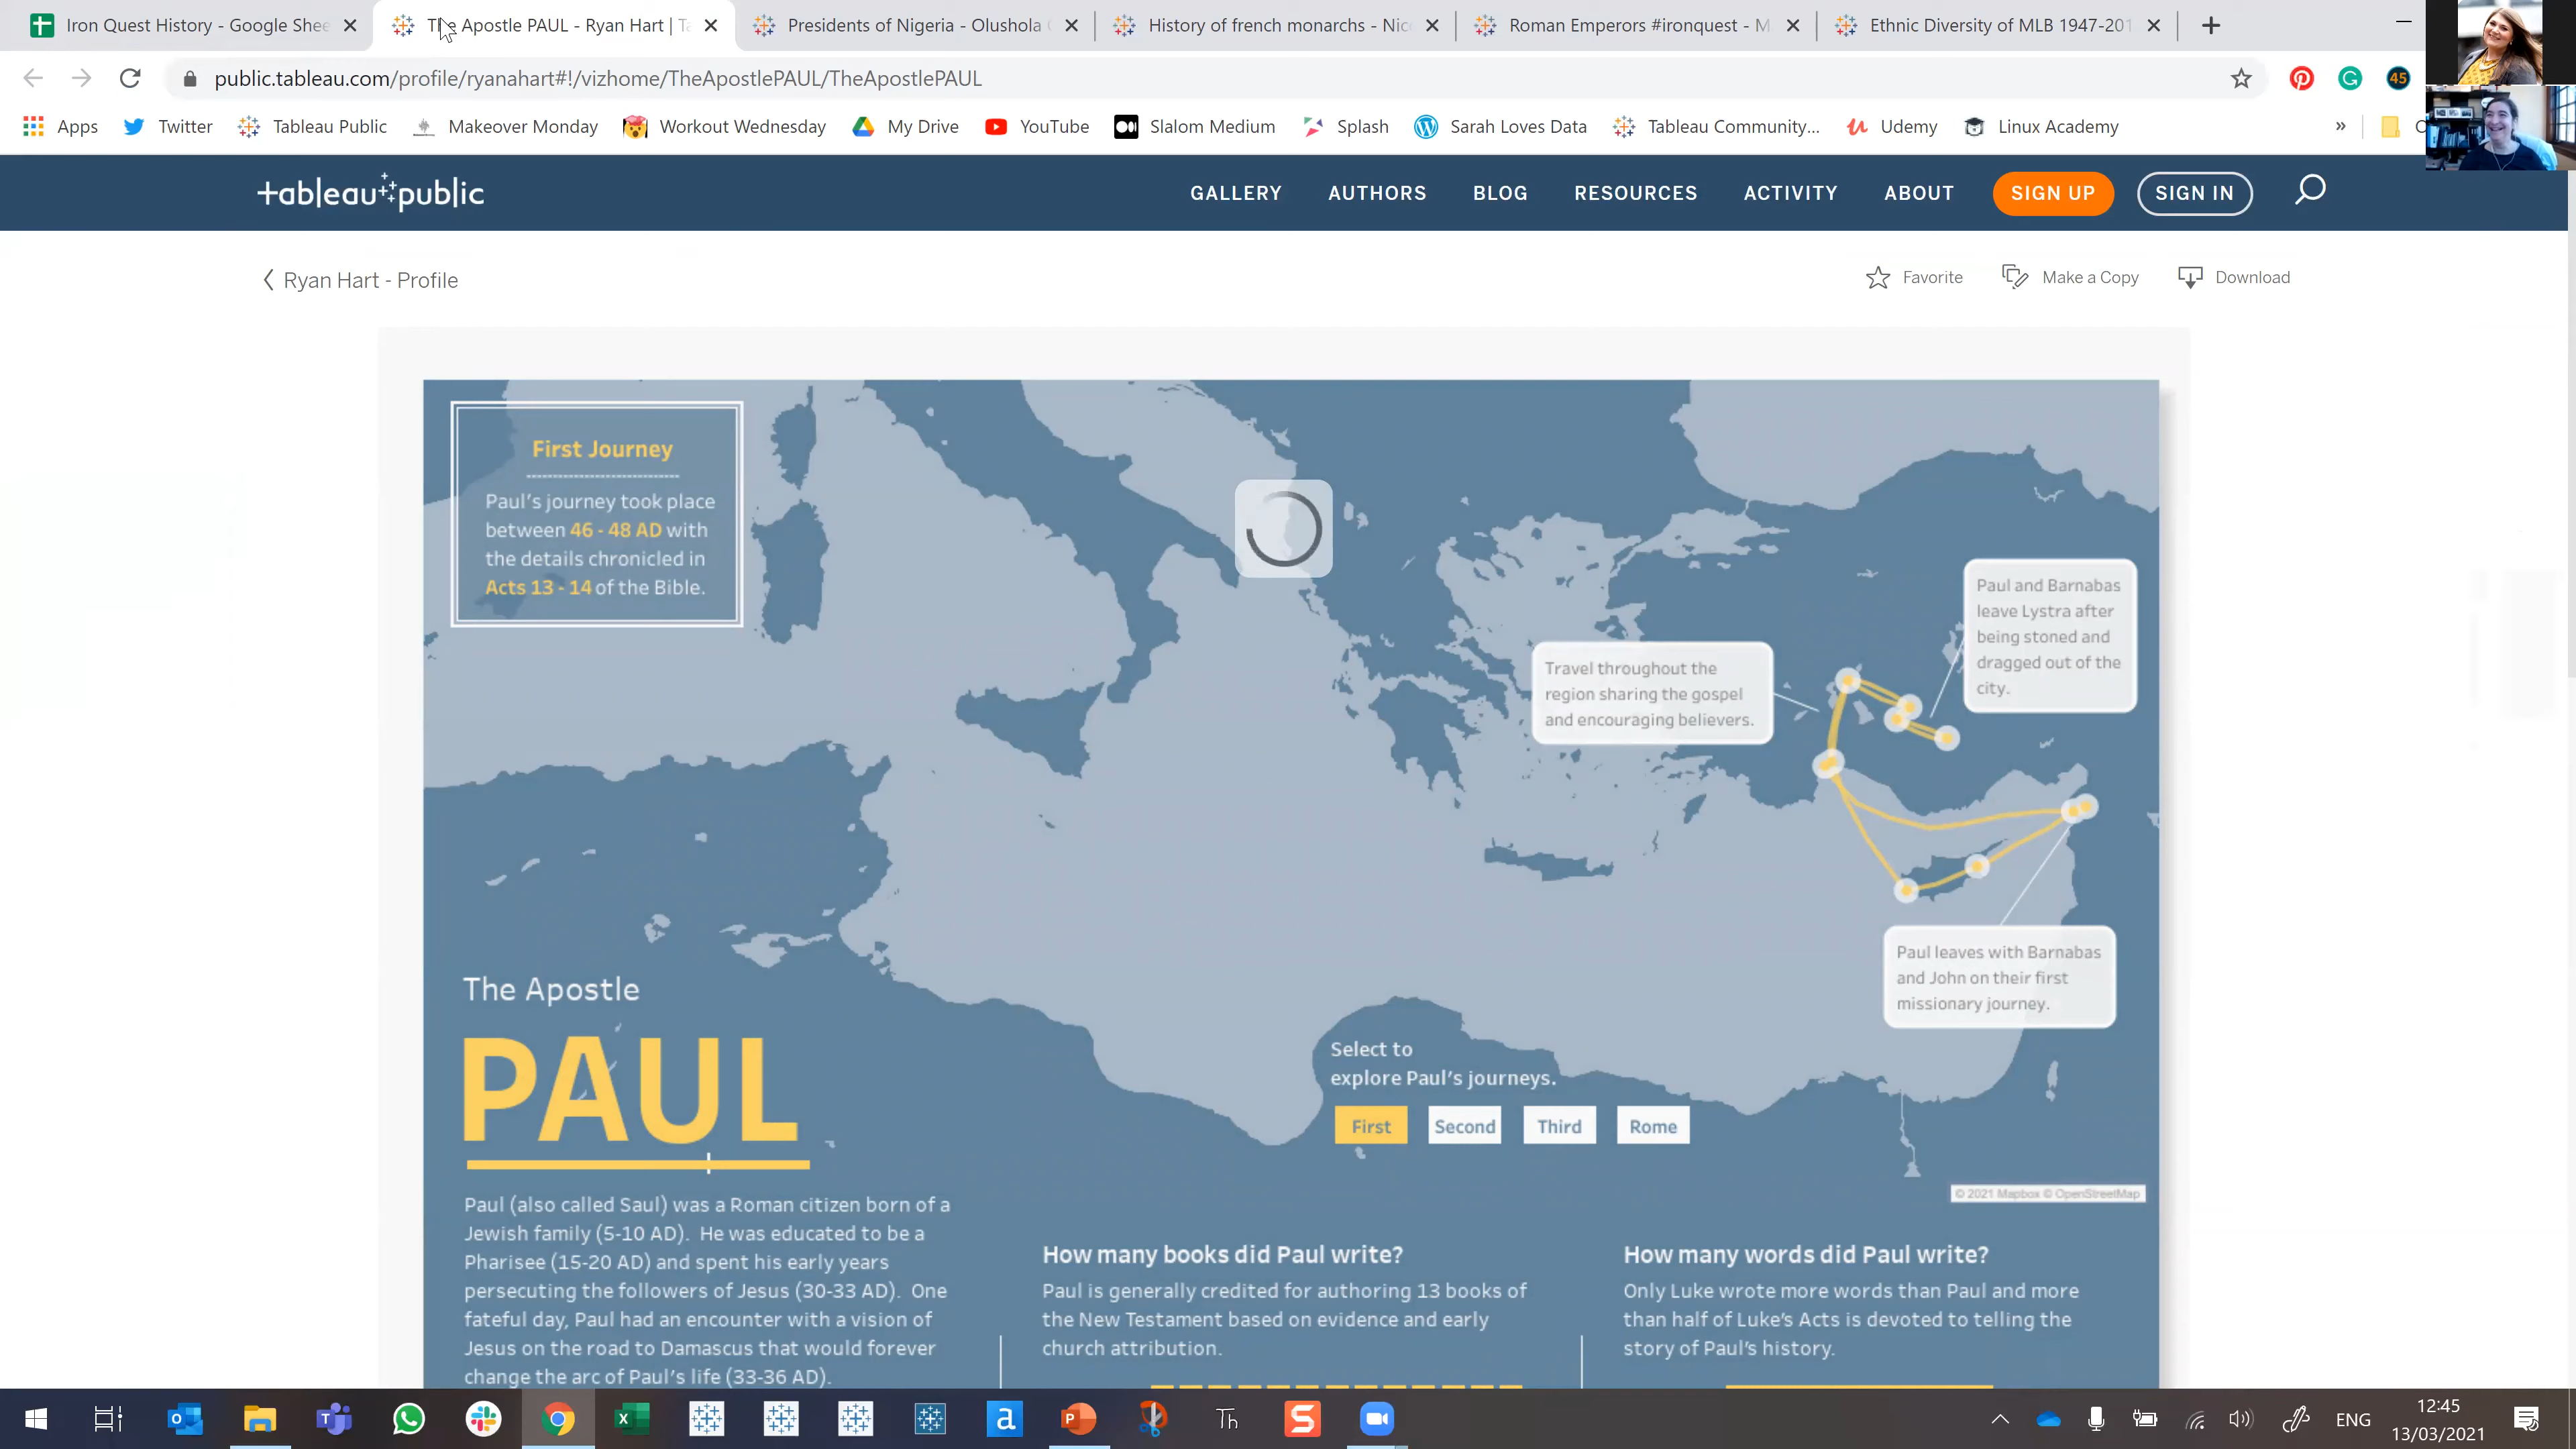 Iron Quest History - Google Shee
The Apostle PAUL - Ryan Hart | Ta
Presidents of Nigeria - Olushola
History of french monarchs - Nic
Roman Emperors #ironquest - M
Ethnic Diversity of MLB 1947-201
public.tableau.com/profile/ryanahart#!/vizhome/TheApostlePAUL/TheApostlePAUL
45
Apps
Twitter
Tableau Public
Makeover Monday
Workout Wednesday
My Drive
YouTube
Slalom Medium
Splash
Sarah Loves Data
Tableau Community...
Udemy
Linux Academy
»
tableau public
GALLERY
AUTHORS
BLOG
RESOURCES
ACTIVITY
ABOUT
SIGN UP
SIGN IN
Ryan Hart - Profile
Favorite
Make a Copy
Download
First Journey
Paul's journey took place
between 46 - 48 AD with
the details chronicled in
Acts 13 - 14 of the Bible.
Paul and Barnabas
leave Lystra after
being stoned and
dragged out of the
city.
Travel throughout the
region sharing the gospel
and encouraging believers.
Paul leaves with Barnabas
and John on their first
missionary journey.
The Apostle
PAUL
Select to
explore Paul's journeys.
First
Second
Third
Rome
© 2021 Mapbox © OpenStreetMap
Paul (also called Saul) was a Roman citizen born of a
Jewish family (5-10 AD). He was educated to be a
Pharisee (15-20 AD) and spent his early years
persecuting the followers of Jesus (30-33 AD). One
fateful day, Paul had an encounter with a vision of
Jesus on the road to Damascus that would forever
change the arc of Paul's life (33-36 AD).
How many books did Paul write?
Paul is generally credited for authoring 13 books of
the New Testament based on evidence and early
church attribution.
How many words did Paul write?
Only Luke wrote more words than Paul and more
than half of Luke's Acts is devoted to telling the
story of Paul's history.
Th
ENG
12:45
13/03/2021